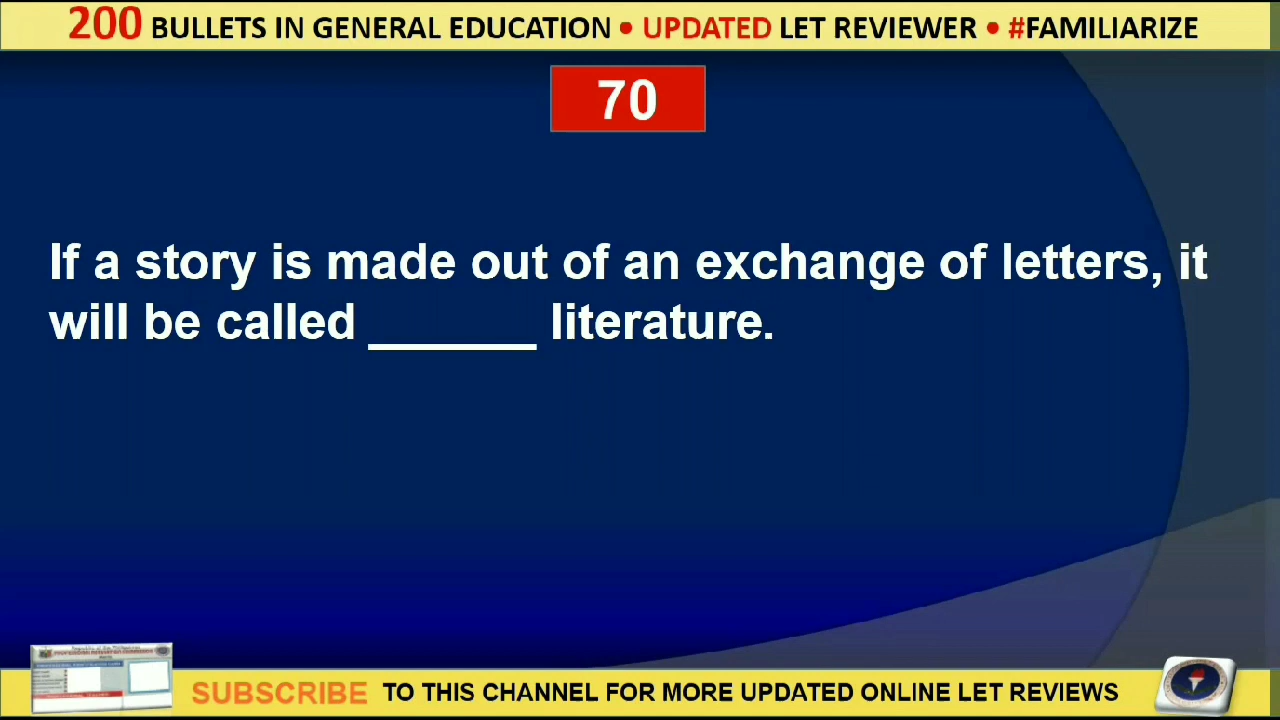 200 BULLETS IN GENERAL EDUCATION • UPDATED LET REVIEWER • #FAMILIARIZE
70
If a story is made out of an exchange of letters, it
will be called ______ literature.
SUBSCRIBE TO THIS CHANNEL FOR MORE UPDATED ONLINE LET REVIEWS